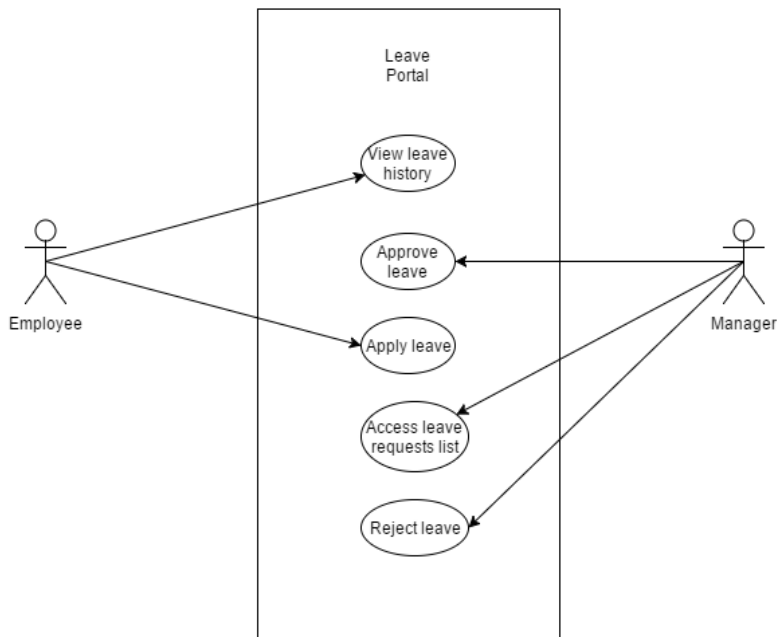 Leave
Portal
View leave
history
Approve
leave
Employee
Manager
Apply leave
Access leave
requests list
Reject leave